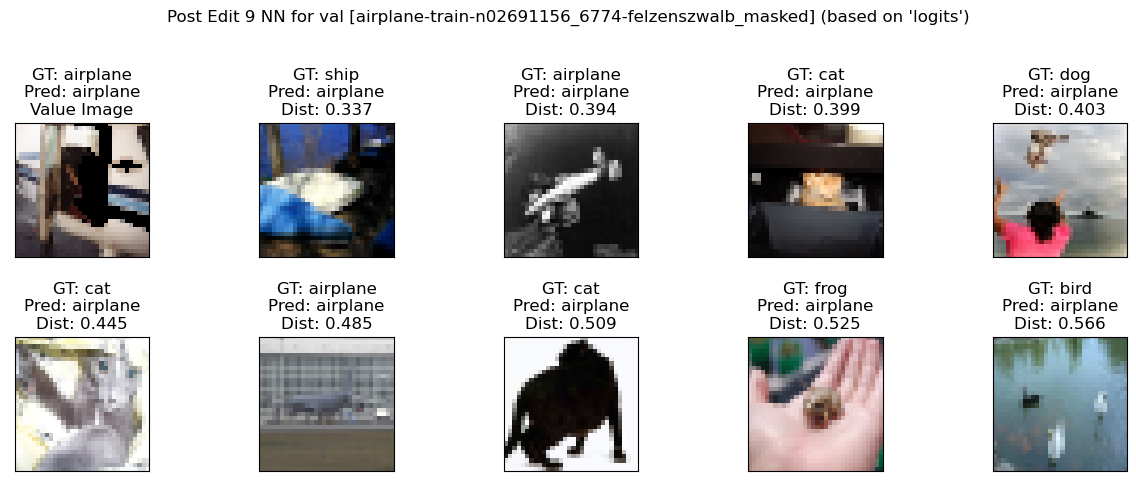 Post Edit 9 NN for val [airplane-train-n02691156_6774-felzenszwalb_masked] (based on 'logits')
GT: airplane
Pred: airplane
Value Image
GT: ship
Pred: airplane
Dist: 0.337
GT: airplane
Pred: airplane
Dist: 0.394
GT: cat
Pred: airplane
Dist: 0.399
GT: dog
Pred: airplane
Dist: 0.403
GT: cat
Pred: airplane
Dist: 0.445
GT: airplane
Pred: airplane
Dist: 0.485
GT: cat
Pred: airplane
Dist: 0.509
GT: frog
Pred: airplane
Dist: 0.525
GT: bird
Pred: airplane
Dist: 0.566